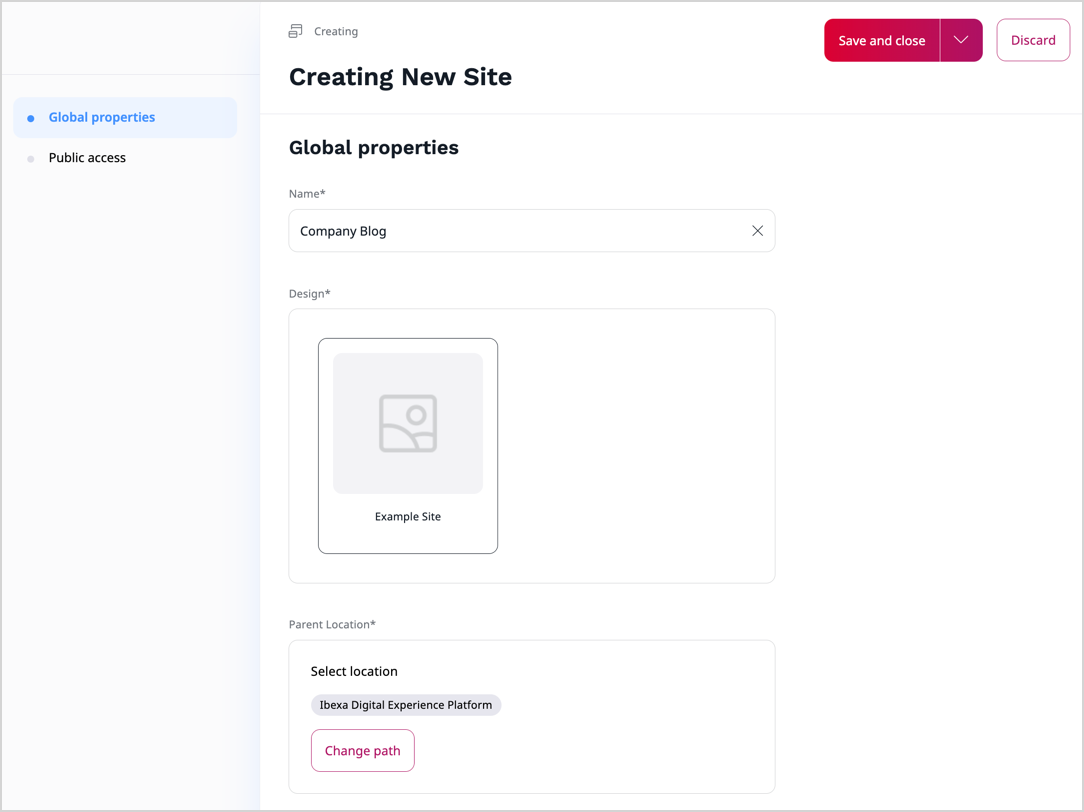 Creating
Save and close
Discard
Creating New Site
Global properties
Public access
Global properties
Name*
Company Blog
Design*
Example Site
Parent Location*
Select location
Ibexa Digital Experience Platform
Change path